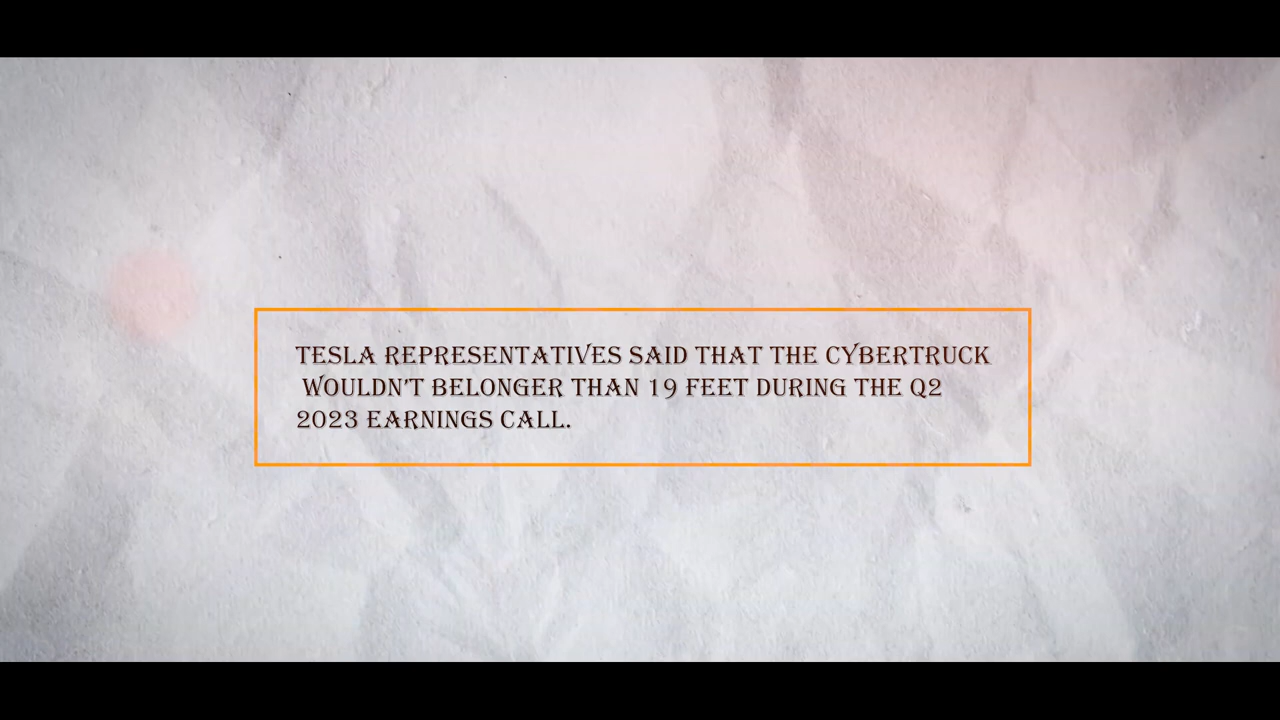 TESLA REPRESENTATIVES SAID THAT THE CYBERTRUCK
WOULDN'T BELONGER THAN 19 FEET DURING THE Q2
2023 EARNINGS CALL.